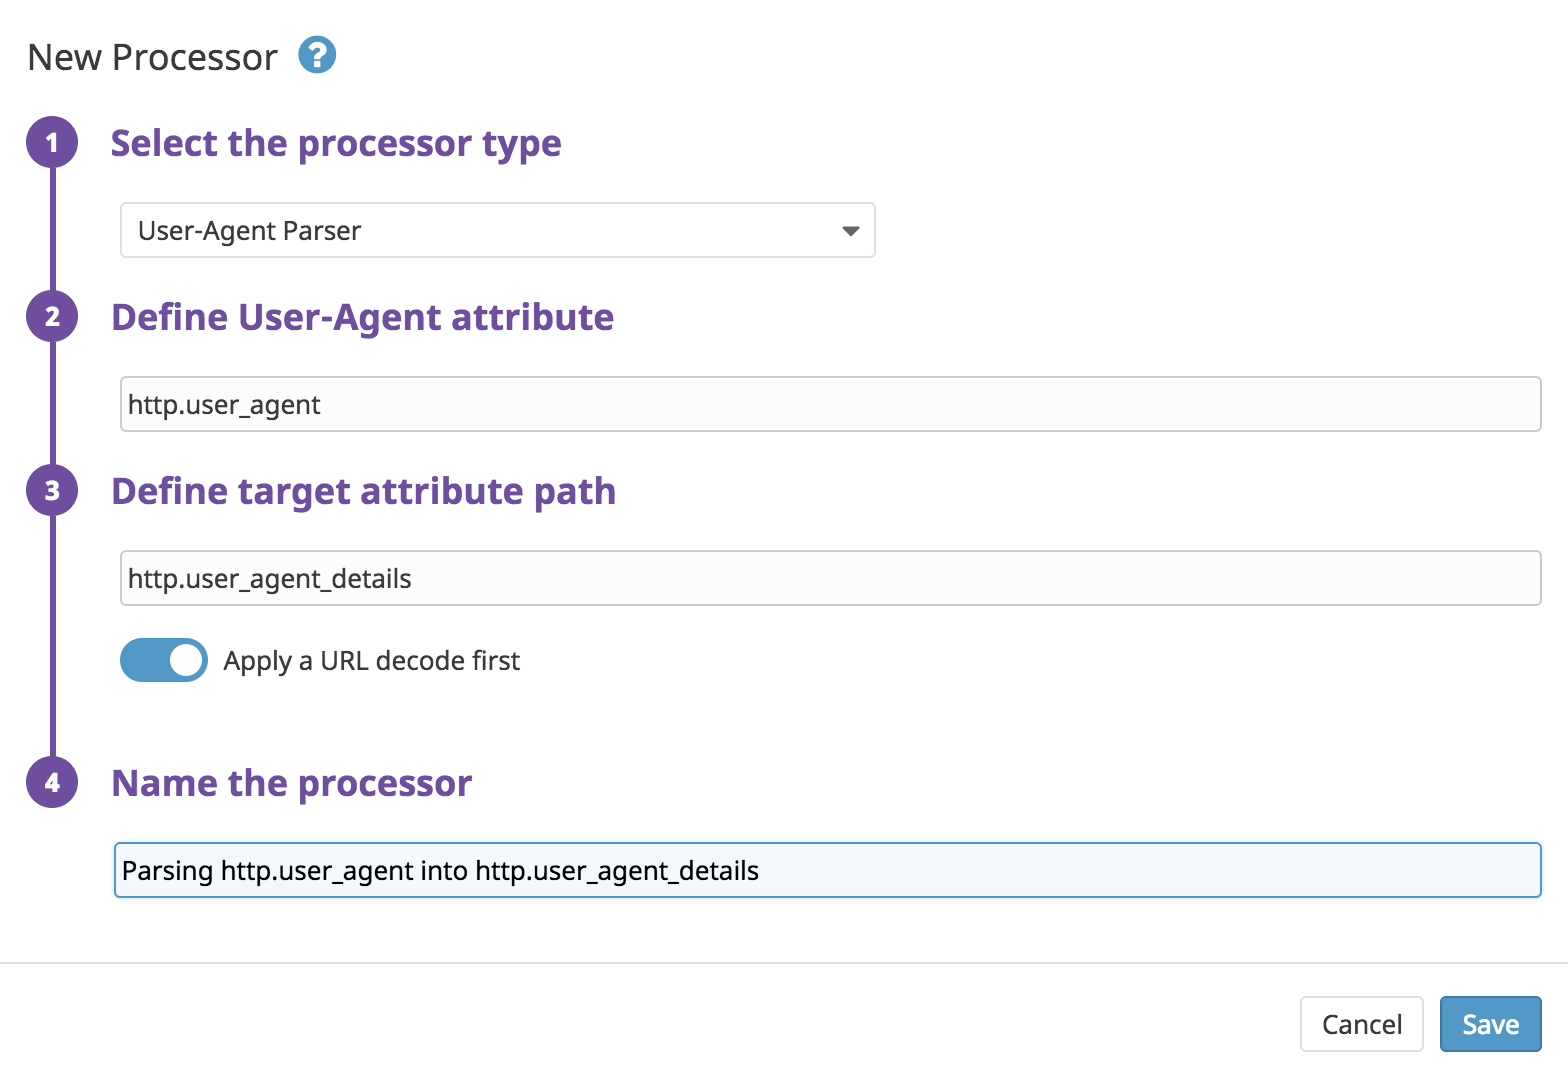 New Processor ?
1 Select the processor type
User-Agent Parser
2 Define User-Agent attribute
http.user_agent
3 Define target attribute path
http.user_agent_details
Apply a URL decode first
4 Name the processor
Parsing http.user_agent into http.user_agent_details
Cancel Save